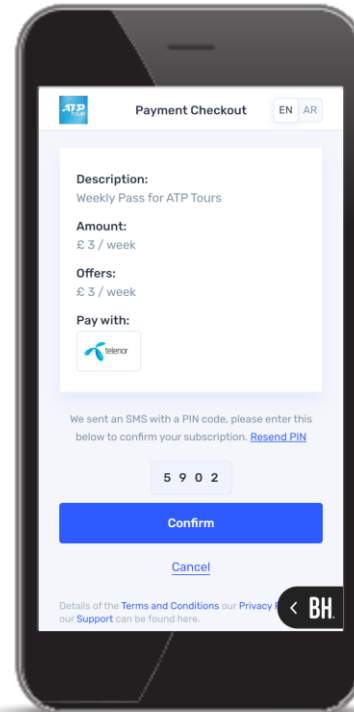 ATP
TOUR
Payment Checkout
EN AR
Description:
Weekly Pass for ATP Tours
Amount:
£ 3 / week
Offers:
£ 3 / week
Pay with:
telenor
We sent an SMS with a PIN code, please enter this
below to confirm your subscription. Resend PIN
5 9 0 2
Confirm
Cancel
Details of the Terms and Conditions our Privacy
our Support can be found here.
< BH.